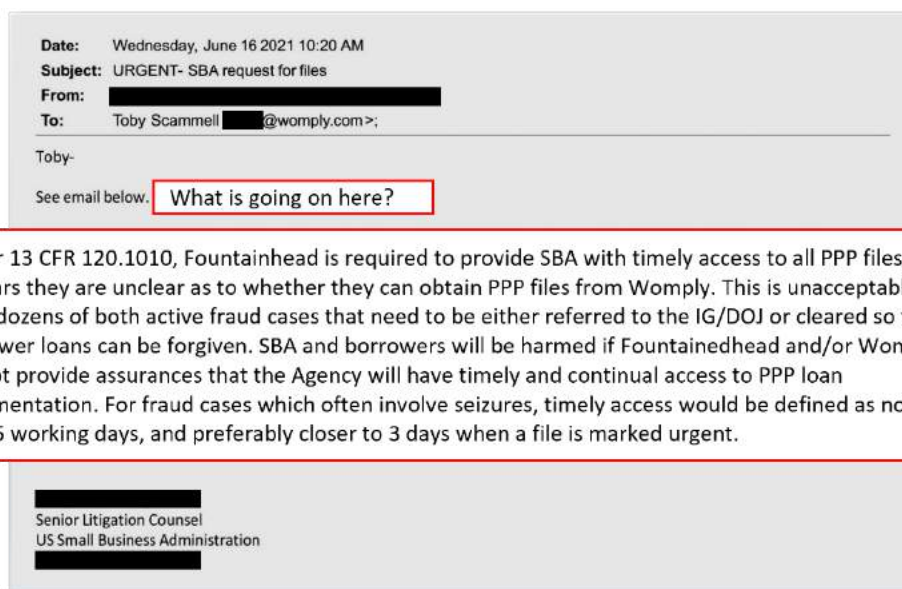 Date: Wednesday, June 16 2021 10:20 AM
Subject: URGENT- SBA request for files
From:
To: Toby Scammell @womply.com>;
Toby-
See email below. What is going on here?
13 CFR 120.1010, Fountainhead is required to provide SBA with timely access to all PPP files
they are unclear as to whether they can obtain PPP files from Womply. This is
dozens of both active fraud cases that need to be either referred to the IG/DOJ or cleared so
loans can be forgiven. SBA and borrowers will be harmed if Fountainedhead and/or
provide assurances that the Agency will have timely and continual access to PPP loan
For fraud cases which often involve seizures, timely access would be defined as
5 working days, and preferably closer to 3 days when a file is marked urgent.
Senior Litigation Counsel
US Small Business Administration